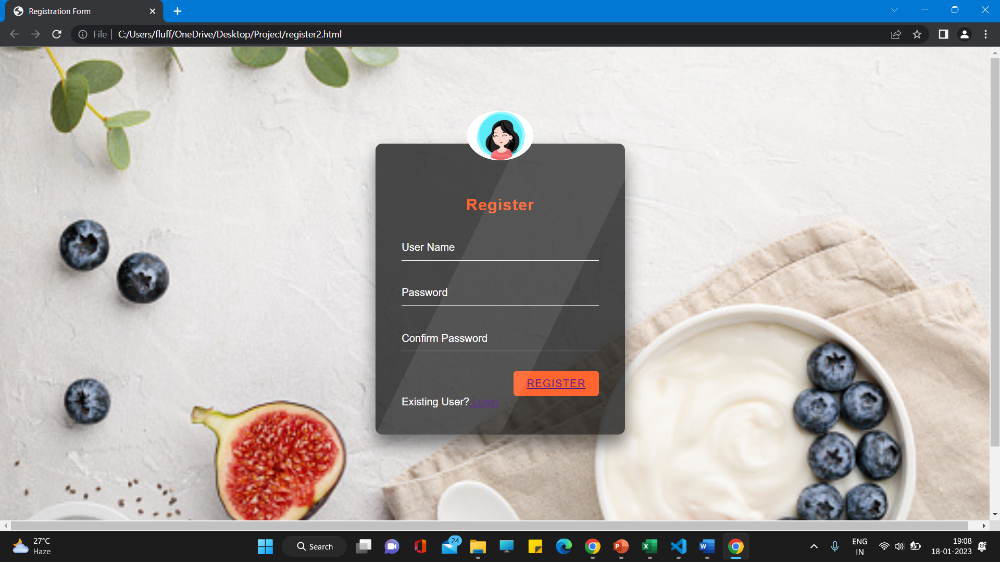 Registration Form
File
C:/Users/fluff/OneDrive/Desktop/Project/register2.html
Register
User Name
Password
Confirm Password
REGISTER
Existing User? Login
27°C
Haze
Search
24
ENG
IN
19:08
18-01-2023